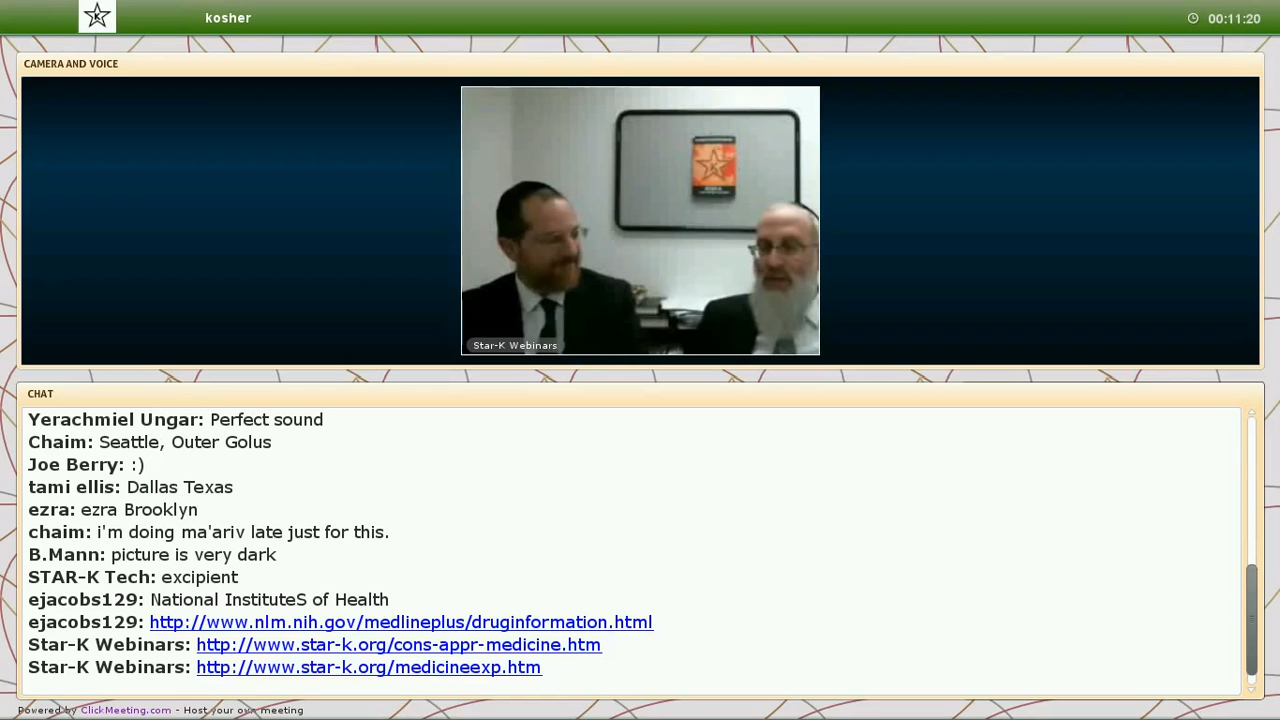 K
kosher
00:11:20
CAMERA AND VOICE
K
Star-K Webinars
CHAT
Yerachmiel Ungar: Perfect sound
Chaim: Seattle, Outer Golus
Joe Berry: :)
tami ellis: Dallas Texas
ezra: ezra Brooklyn
chaim: i'm doing ma'ariv late just for this.
B.Mann: picture is very dark
STAR-K Tech: excipient
ejacobs129: National InstituteS of Health
ejacobs129: http://www.nlm.nih.gov/medlineplus/druginformation.html
Star-K Webinars: http://www.star-k.org/cons-appr-medicine.htm
Star-K Webinars: http://www.star-k.org/medicineexp.htm
Powered by ClickMeeting.com - Host your own meeting